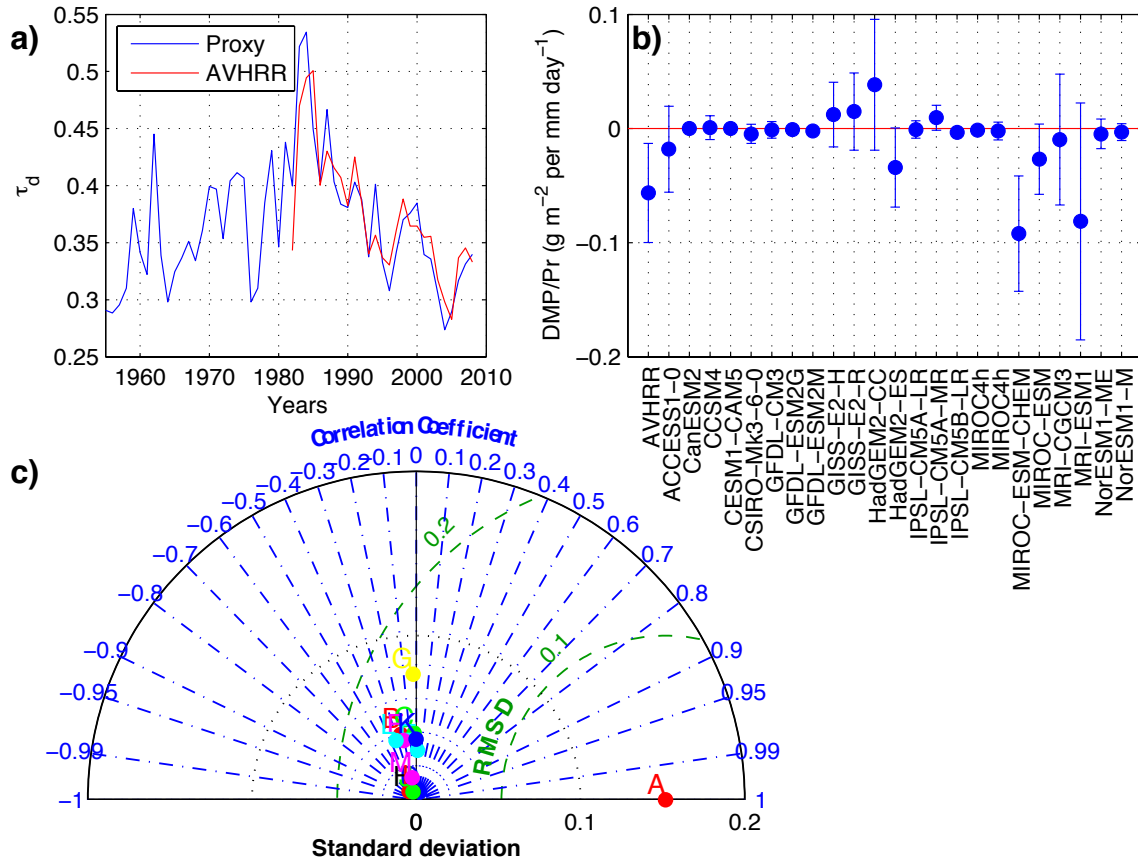 a)
Proxy
AVHRR
0.55
0.5
0.45
0.4
0.35
0.3
0.25
τd
1960 1970 1980 1990 2000 2010
Years
b)
0.1
0
−0.1
−0.2
DMP/Pr (g m−2 per mm day−1)
AVHRR
ACCESS1−0
CanESM2
CCSM4
CESM1−CAM5
CSIRO−Mk3−6−0
GFDL−CM3
GFDL−ESM2G
GFDL−ESM2M
GISS−E2−H
GISS−E2−R
HadGEM2−CC
HadGEM2−ES
IPSL−CM5A−LR
IPSL−CM5A−MR
IPSL−CM5B−LR
MIROC4h
MIROC4h
MIROC−ESM−CHEM
MIROC−ESM
MRI−CGCM3
MRI−ESM1
NorESM1−ME
NorESM1−M
c)
Correlation Coefficient
−1 −0.99 −0.95 −0.9 −0.8 −0.7 −0.6 −0.5 −0.4 −0.3 −0.2 −0.1 0 0.1 0.2 0.3 0.4 0.5 0.6 0.7 0.8 0.9 0.95 0.99 1
0.2
0.1
RMSD
G
K
M
H
A
0 0.1 0.2
Standard deviation